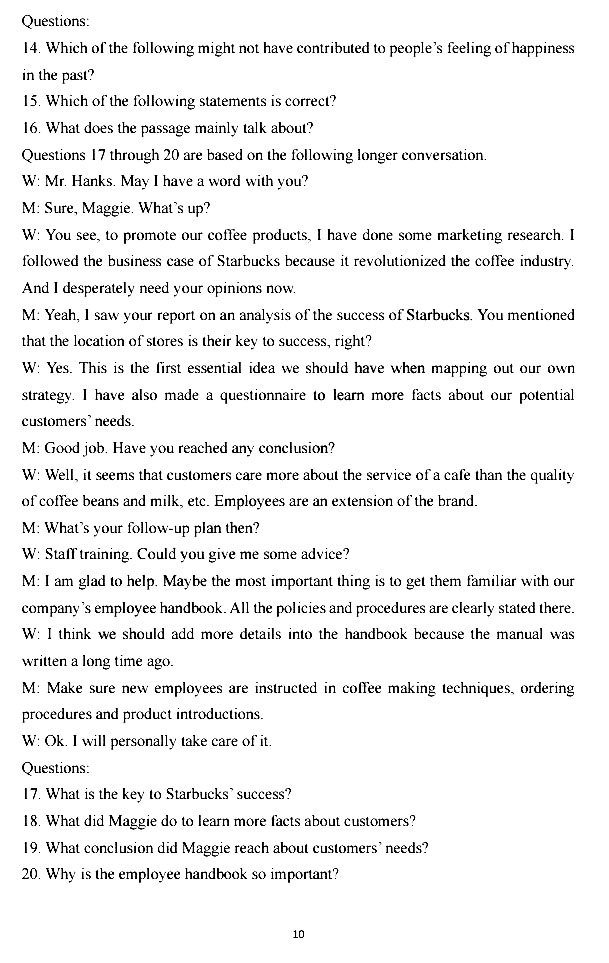 Questions:
14. Which of the following might not have contributed to people’s feeling of happiness
in the past?
15. Which of the following statements is correct?
16. What does the passage mainly talk about?
Questions 17 through 20 are based on the following longer conversation.
W: Mr. Hanks. May I have a word with you?
M: Sure, Maggie. What’s up?
W: You see, to promote our coffee products, I have done some marketing research. I
followed the business case of Starbucks because it revolutionized the coffee industry.
And I desperately need your opinions now.
M: Yeah, I saw your report on an analysis of the success of Starbucks. You mentioned
that the location of stores is their key to success, right?
W: Yes. This is the first essential idea we should have when mapping out our own
strategy. I have also made a questionnaire to learn more facts about our potential
customers’ needs.
M: Good job. Have you reached any conclusion?
W: Well, it seems that customers care more about the service of a cafe than the quality
of coffee beans and milk, etc. Employees are an extension of the brand.
M: What’s your follow-up plan then?
W: Staff training. Could you give me some advice?
M: I am glad to help. Maybe the most important thing is to get them familiar with our
company’s employee handbook. All the policies and procedures are clearly stated there.
W: I think we should add more details into the handbook because the manual was
written a long time ago.
M: Make sure new employees are instructed in coffee making techniques, ordering
procedures and product introductions.
W: Ok. I will personally take care of it.
Questions:
17. What is the key to Starbucks’ success?
18. What did Maggie do to learn more facts about customers?
19. What conclusion did Maggie reach about customers’ needs?
20. Why is the employee handbook so important?
10